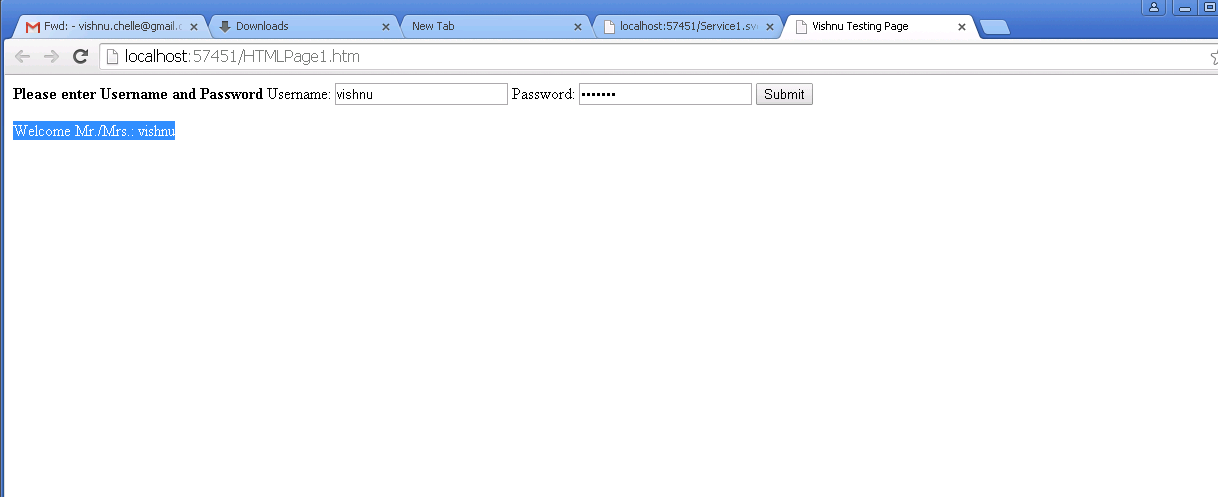 Fwd: - vishnu.chelle@gmail.c Downloads New Tab localhost:57451/Service1.sv Vishnu Testing Page
localhost:57451/HTMLPage1.htm
Please enter Username and Password Username: vishnu Password: ••••••• Submit
Welcome Mr./Mrs.: vishnu